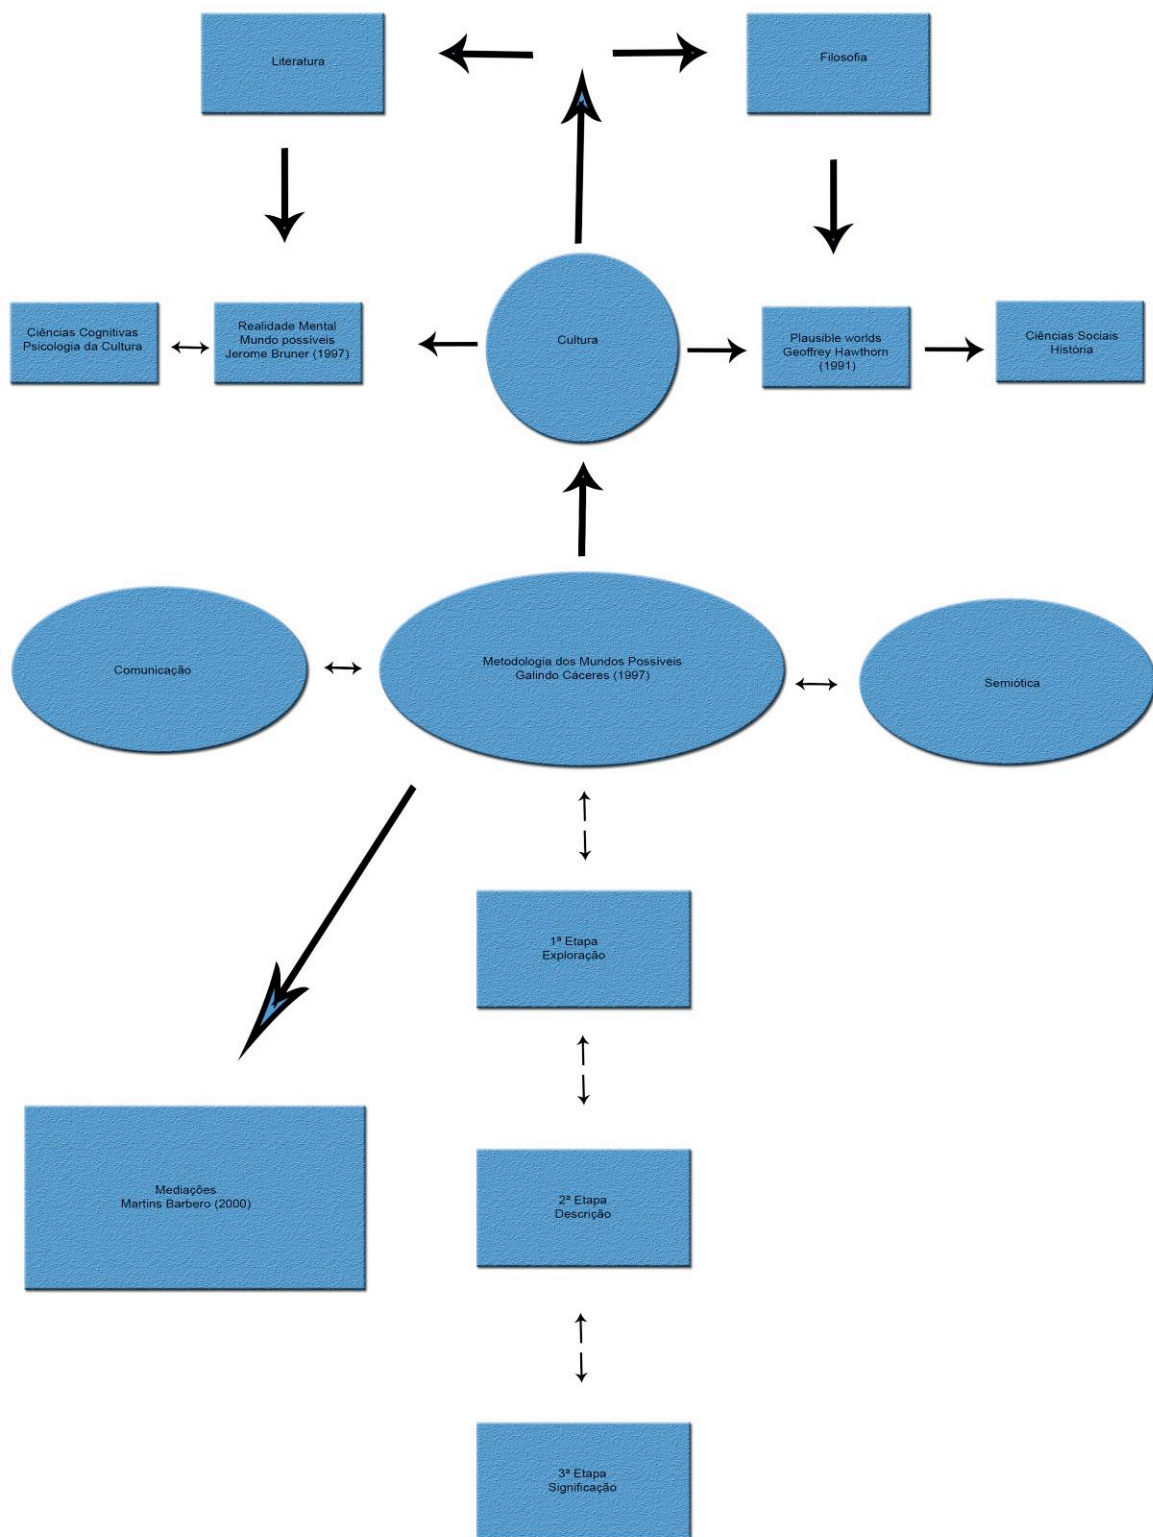 Literatura
Filosofia
Ciências Cognitivas
Psicologia da Cultura
Realidade Mental
Mundo possíveis
Jerome Bruner (1997)
Cultura
Plausible worlds
Geoffrey Hawthorn
(1991)
Ciências Sociais
História
Comunicação
Metodologia dos Mundos Possíveis
Galindo Cáceres (1997)
Semiótica
1ª Etapa
Exploração
Mediações
Martins Barbero (2000)
2ª Etapa
Descrição
3ª Etapa
Significação